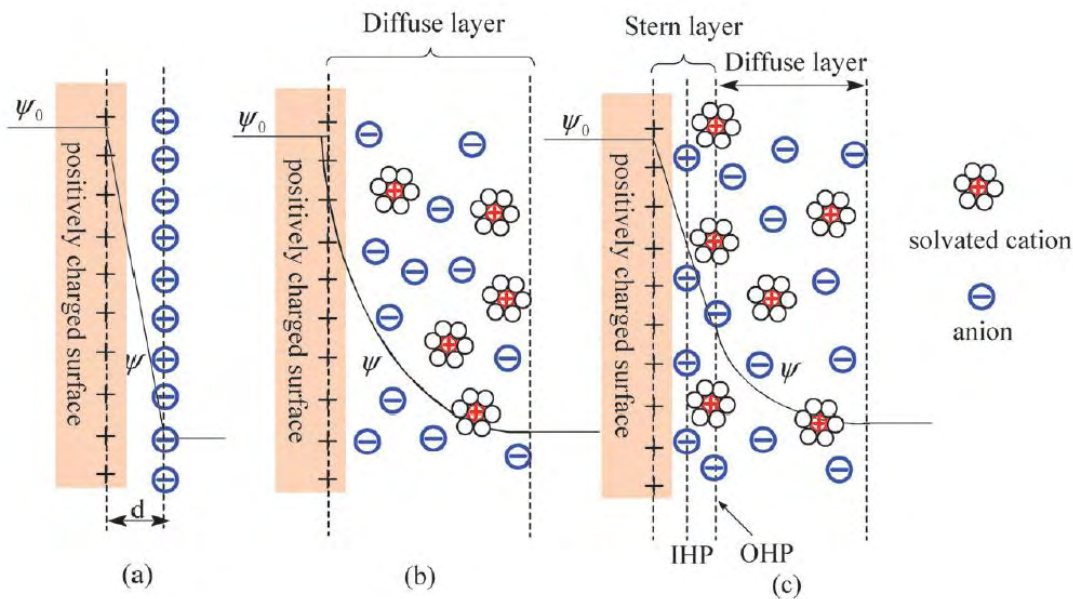 Diffuse layer
Stern layer
Diffuse layer
ψ₀
ψ₀
ψ₀
positively charged surface
positively charged surface
positively charged surface
ψ
ψ
ψ
solvated cation
anion
d
IHP
OHP
(a)
(b)
(c)